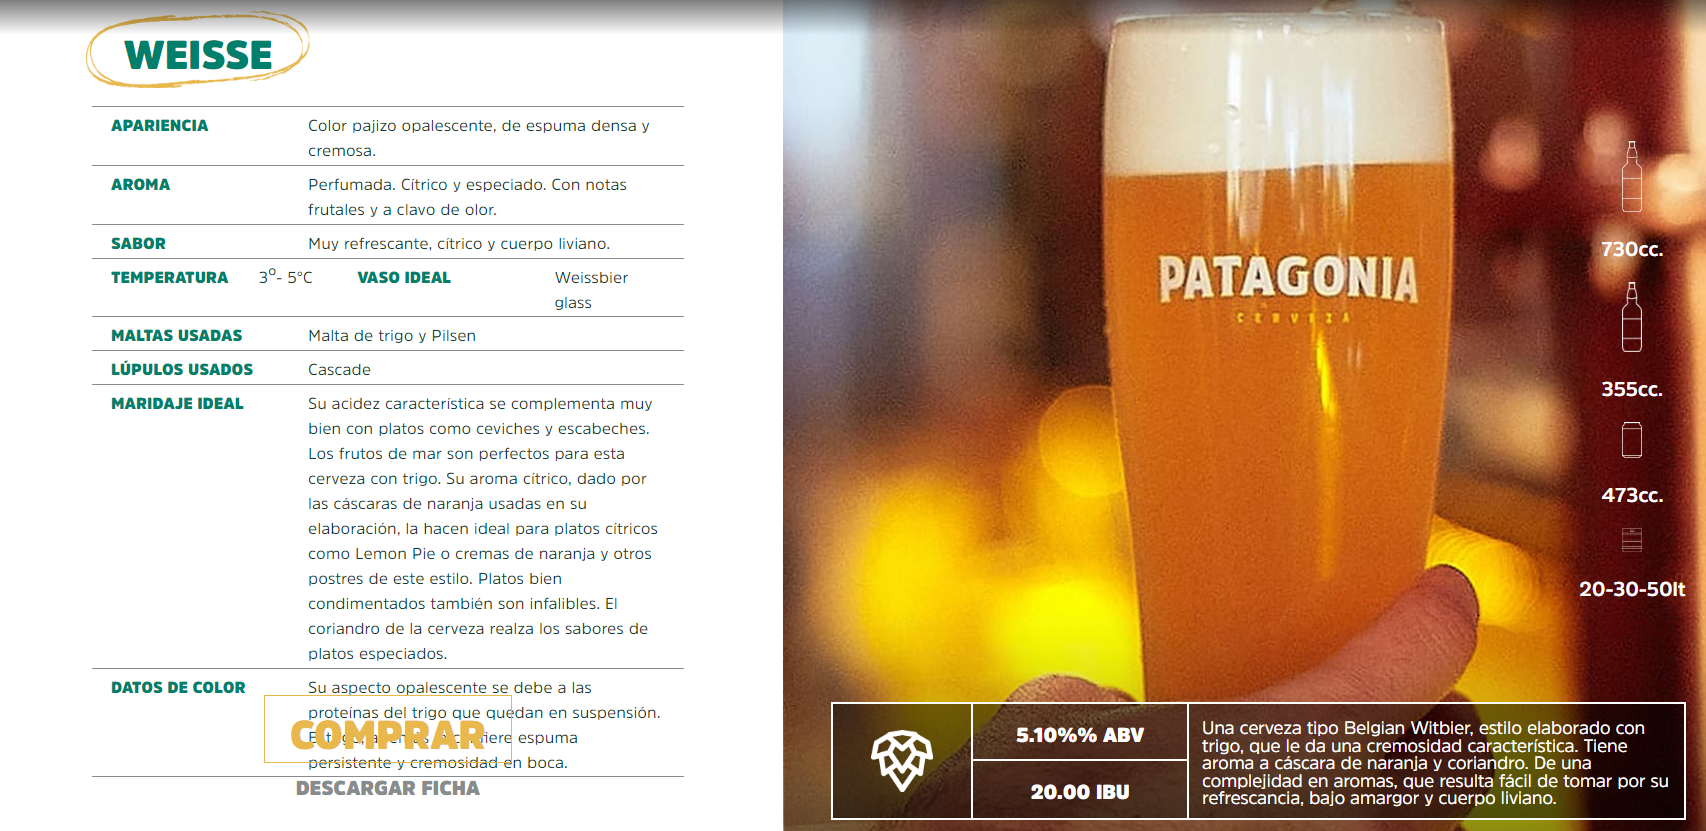 WEISSE
APARIENCIA
Color pajizo opalescente, de espuma densa y
cremosa.
AROMA
Perfumada. Cítrico y especiado. Con notas
frutales y a clavo de olor.
SABOR
Muy refrescante, cítrico y cuerpo liviano.
TEMPERATURA 3º- 5°C VASO IDEAL Weissbier
glass
MALTAS USADAS Malta de trigo y Pilsen
LÚPULOS USADOS Cascade
MARIDAJE IDEAL
Su acidez característica se complementa muy
bien con platos como ceviches y escabeches.
Los frutos de mar son perfectos para esta
cerveza con trigo. Su aroma cítrico, dado por
las cáscaras de naranja usadas en su
elaboración, la hacen ideal para platos cítricos
como Lemon Pie o cremas de naranja y otros
postres de este estilo. Platos bien
condimentados también son infalibles. El
coriandro de la cerveza realza los sabores de
platos especiados.
DATOS DE COLOR
Su aspecto opalescente se debe a las
proteínas del trigo que quedan en suspensión.
espuma
persistente y cremosidad en boca.
COMPRAR
DESCARGAR FICHA
PATAGONIA
CERVEZA
730cc.
355cc.
473cc.
20-30-50lt
5.10%% ABV
20.00 IBU
Una cerveza tipo Belgian Witbier, estilo elaborado con
trigo, que le da una cremosidad característica. Tiene
aroma a cáscara de naranja y coriandro. De una
complejidad en aromas, que resulta fácil de tomar por su
refrescancia, bajo amargor y cuerpo liviano.